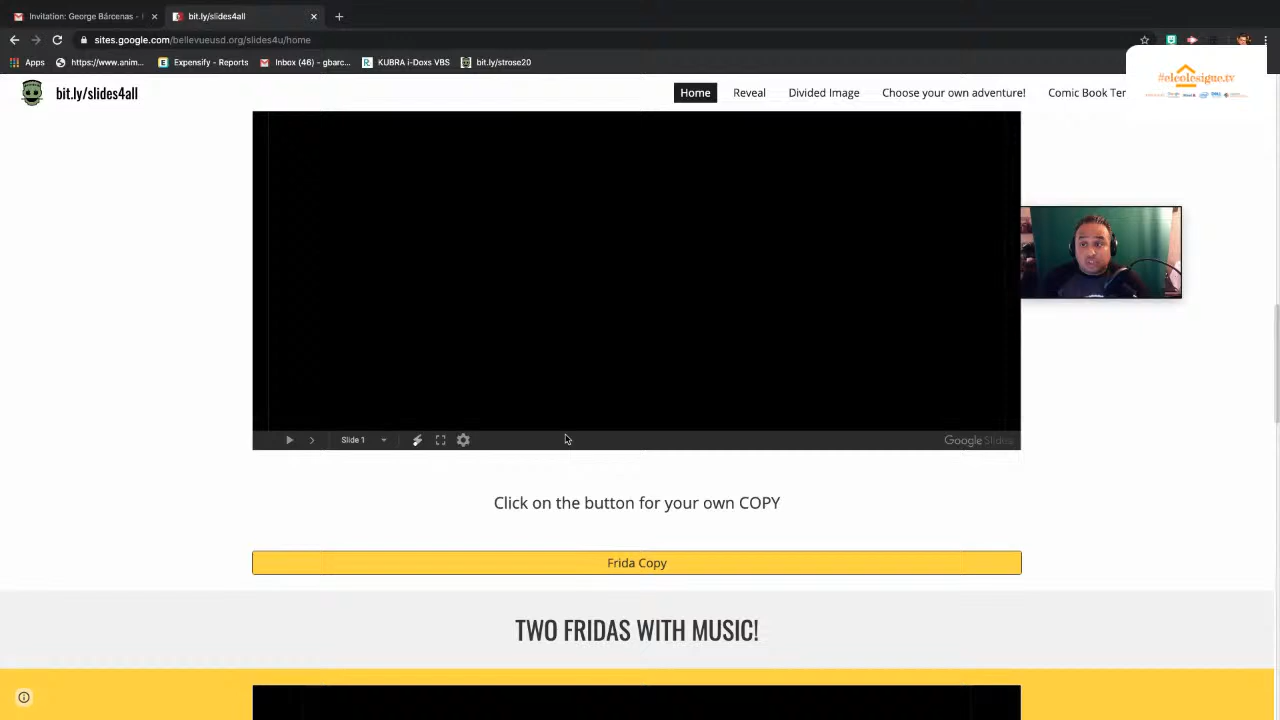 Invitation: George Bárcenas - I
bit.ly/slides4all
sites.google.com/bellevueusd.org/slides4u/home
Apps
https://www.anim...
Expensify - Reports
Inbox (46) - gbarc...
KUBRA i-Doxs VBS
bit.ly/strose20
#elcolesigue.tv
bit.ly/slides4all
Home
Reveal
Divided Image
Choose your own adventure!
Comic Book Tem
Slide 1
Google Slides
Click on the button for your own COPY
Frida Copy
TWO FRIDAS WITH MUSIC!